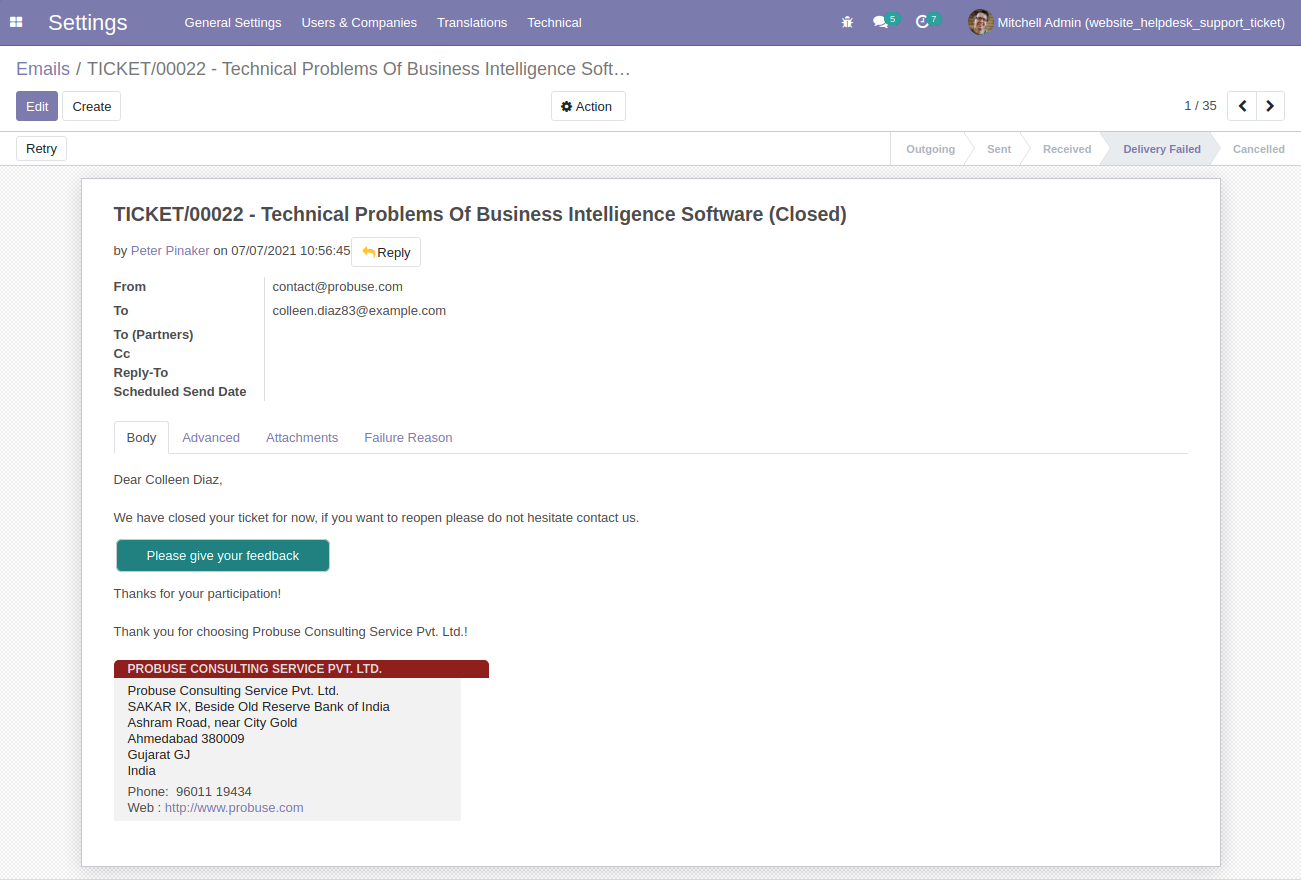 Settings General Settings Users & Companies Translations Technical 5 7 Mitchell Admin (website_helpdesk_support_ticket)
Emails / TICKET/00022 - Technical Problems Of Business Intelligence Soft…
Edit Create Action 1 / 35
Retry Outgoing Sent Received Delivery Failed Cancelled
TICKET/00022 - Technical Problems Of Business Intelligence Software (Closed)
by Peter Pinaker on 07/07/2021 10:56:45 Reply
From contact@probuse.com
To colleen.diaz83@example.com
To (Partners)
Cc
Reply-To
Scheduled Send Date
Body Advanced Attachments Failure Reason
Dear Colleen Diaz,
We have closed your ticket for now, if you want to reopen please do not hesitate contact us.
Please give your feedback
Thanks for your participation!
Thank you for choosing Probuse Consulting Service Pvt. Ltd.!
PROBUSE CONSULTING SERVICE PVT. LTD.
Probuse Consulting Service Pvt. Ltd.
SAKAR IX, Beside Old Reserve Bank of India
Ashram Road, near City Gold
Ahmedabad 380009
Gujarat GJ
India
Phone: 96011 19434
Web : http://www.probuse.com